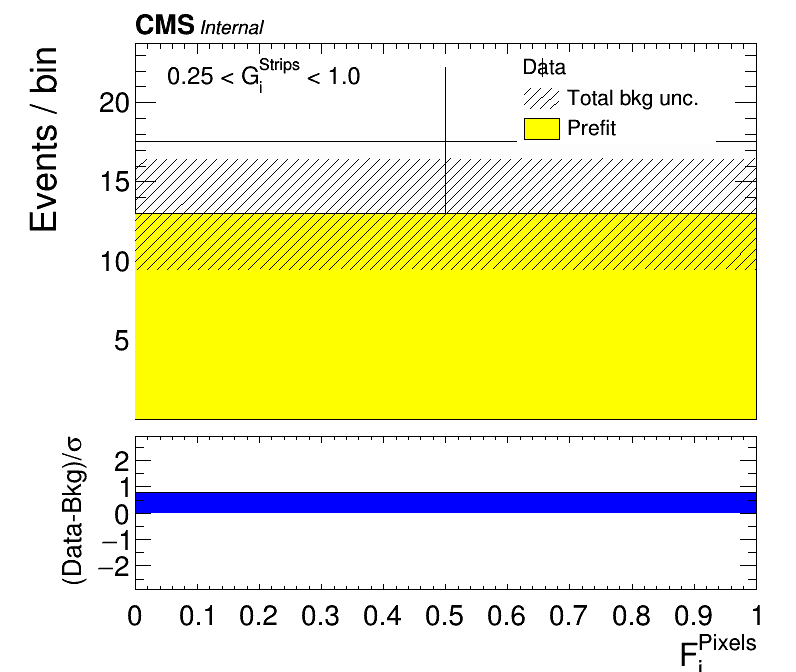 CMS Internal
Events / bin
0.25 < G_i^Strips < 1.0
Data
Total bkg unc.
Prefit
20
15
10
5
(Data-Bkg)/σ
2
1
0
−1
−2
0 0.1 0.2 0.3 0.4 0.5 0.6 0.7 0.8 0.9 1
F_i^Pixels